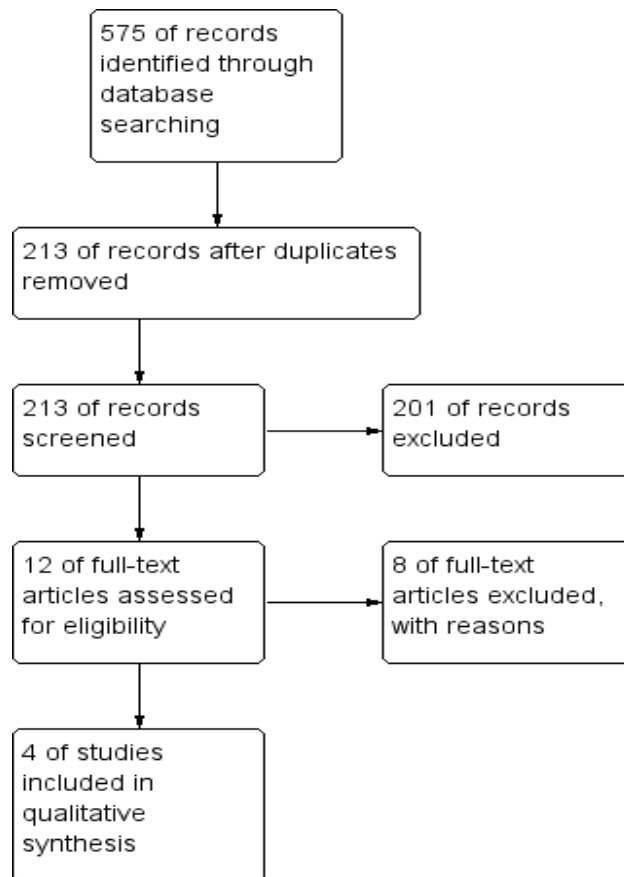 575 of records
identified through
database
searching
213 of records after duplicates
removed
213 of records
screened
201 of records
excluded
12 of full-text
articles assessed
for eligibility
8 of full-text
articles excluded,
with reasons
4 of studies
included in
qualitative
synthesis